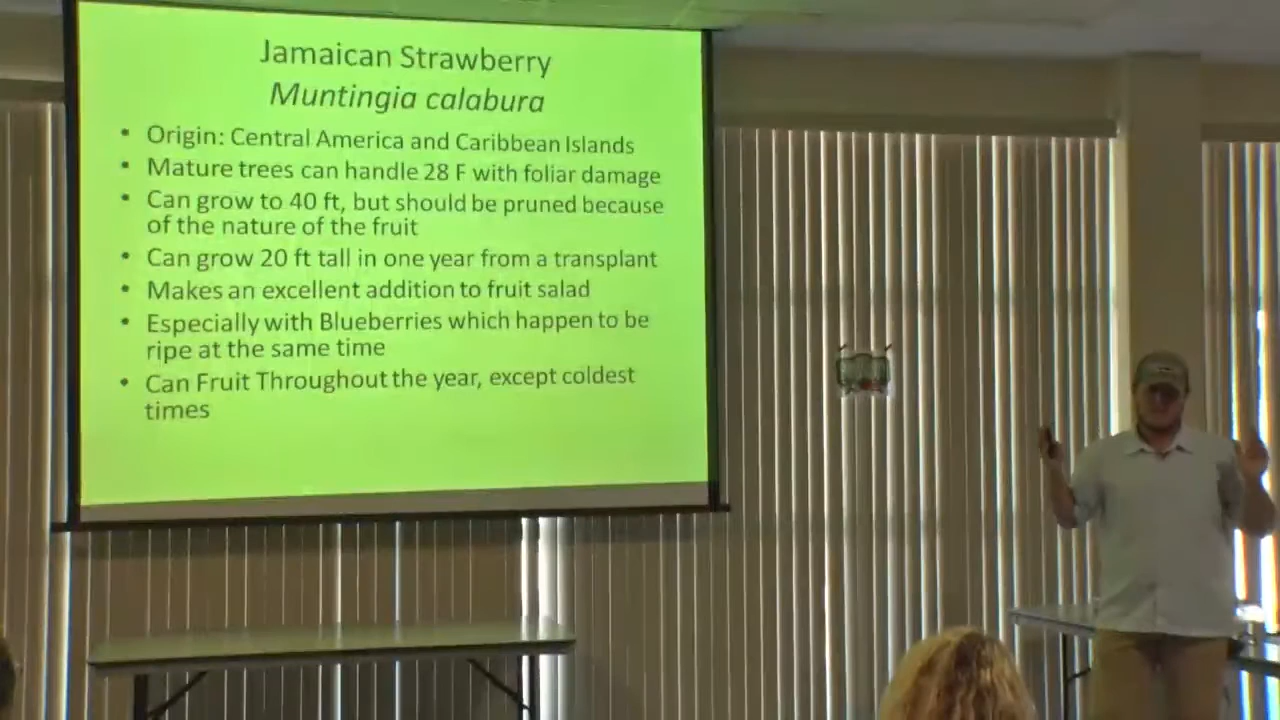 Jamaican Strawberry
Muntingia calabura
• Origin: Central America and Caribbean Islands
• Mature trees can handle 28 F with foliar damage
• Can grow to 40 ft, but should be pruned because
of the nature of the fruit
• Can grow 20 ft tall in one year from a transplant
• Makes an excellent addition to fruit salad
• Especially with Blueberries which happen to be
ripe at the same time
• Can Fruit Throughout the year, except coldest
times